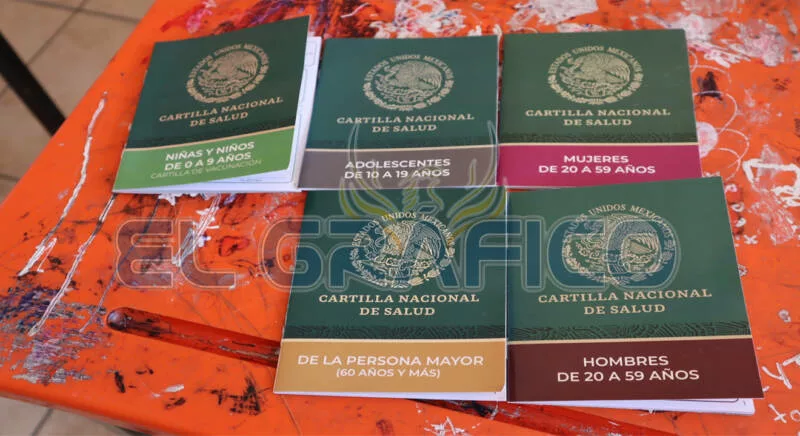 ESTADOS UNIDOS MEXICANOS
CARTILLA NACIONAL
DE SALUD
NIÑAS Y NIÑOS
DE 0 A 9 AÑOS
CARTILLA DE VACUNACIÓN
ESTADOS UNIDOS MEXICANOS
CARTILLA NACIONAL
DE SALUD
ADOLESCENTES
DE 10 A 19 AÑOS
ESTADOS UNIDOS MEXICANOS
CARTILLA NACIONAL
DE SALUD
MUJERES
DE 20 A 59 AÑOS
EL GRÁFICO
ESTADOS UNIDOS MEXICANOS
CARTILLA NACIONAL
DE SALUD
DE LA PERSONA MAYOR
(60 AÑOS Y MÁS)
ESTADOS UNIDOS MEXICANOS
CARTILLA NACIONAL
DE SALUD
HOMBRES
DE 20 A 59 AÑOS